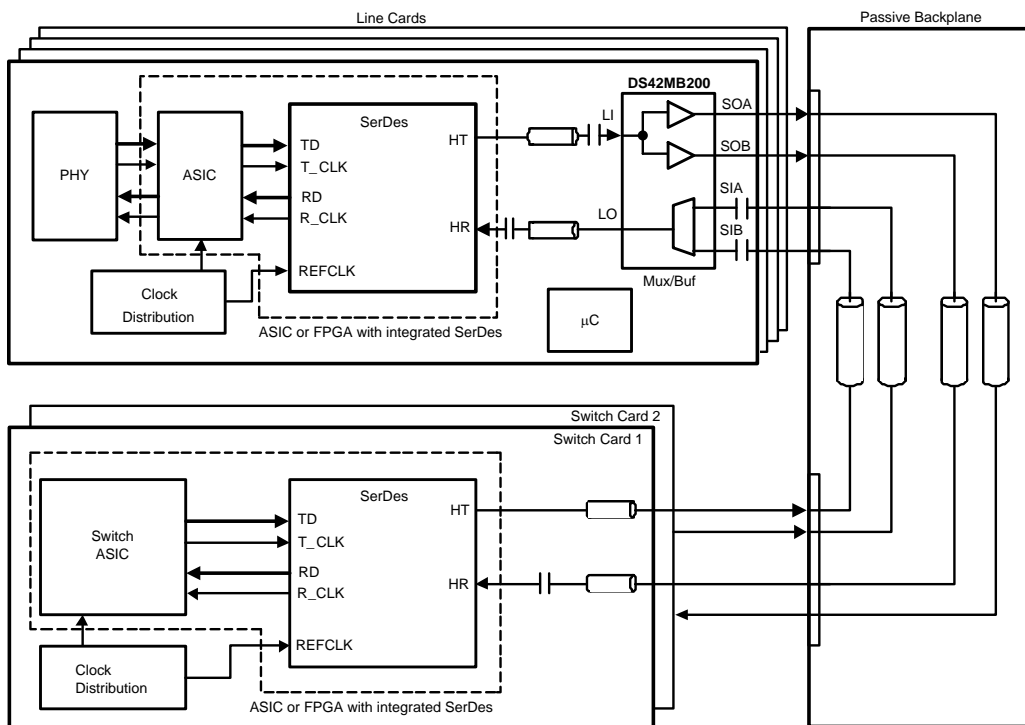 Line Cards
Passive Backplane
DS42MB200
SerDes
LI
SOA
HT
TD
T_CLK
SOB
PHY
ASIC
RD
SIA
R_CLK
LO
HR
SIB
REFCLK
Mux/Buf
Clock
Distribution
ASIC or FPGA with integrated SerDes
μC
Switch Card 2
Switch Card 1
SerDes
HT
TD
Switch
ASIC
T_CLK
RD
HR
R_CLK
REFCLK
Clock
Distribution
ASIC or FPGA with integrated SerDes